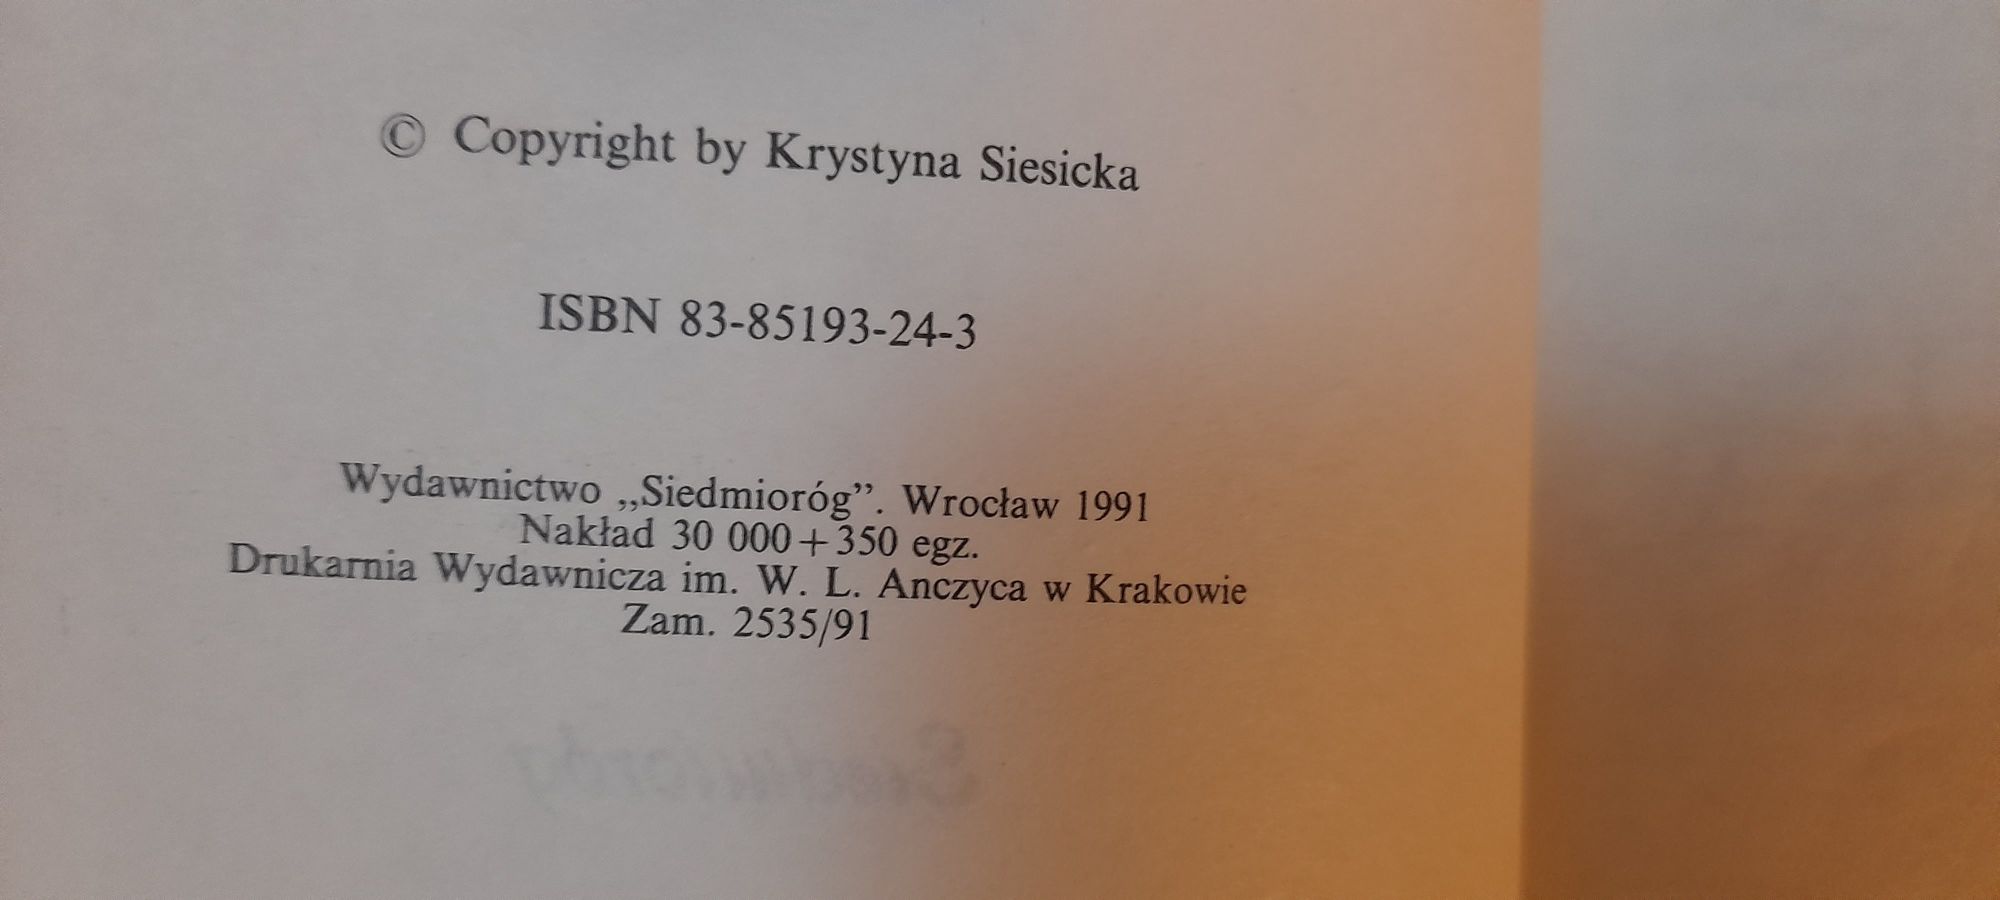 © Copyright by Krystyna Siesicka
ISBN 83-85193-24-3
Wydawnictwo „Siedmioróg”. Wrocław 1991
Nakład 30 000+350 egz.
Drukarnia Wydawnicza im. W. L. Anczyca w Krakowie
Zam. 2535/91